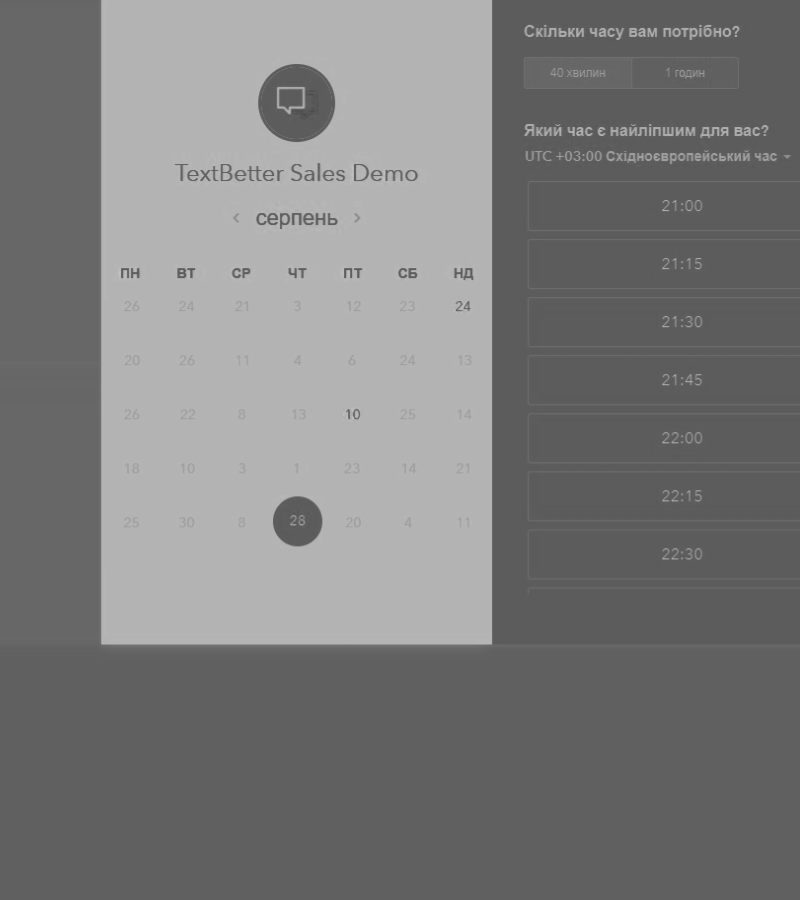 TextBetter Sales Demo
серпень
ПН ВТ СР ЧТ ПТ СБ НД
26 24 21 3 12 23 24
20 26 11 4 6 24 13
26 22 8 13 10 25 14
18 10 3 1 23 14 21
25 30 8 28 20 4 11
Скільки часу вам потрібно?
40 хвилин 1 годин
Який час є найліпшим для вас?
UTC +03:00 Східноєвропейський час
21:00
21:15
21:30
21:45
22:00
22:15
22:30